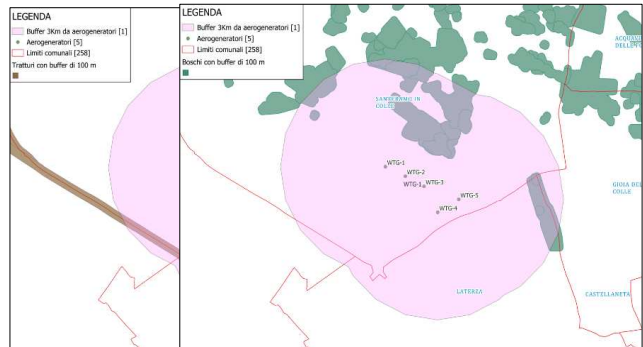 LEGENDA
Buffer 3Km da aerogeneratori [1]
Aerogeneratori [5]
Limiti comunali [258]
Tratturi con buffer di 100 m
LEGENDA
Buffer 3Km da aerogeneratori [1]
Aerogeneratori [5]
Limiti comunali [258]
Boschi con buffer di 100 m
SANTERAMO IN
COLLE
WTG-1
WTG-2
WTG-1
WTG-3
WTG-5
WTG-4
GIOIA DEL
COLLE
LATERZA
CASTELLANETA